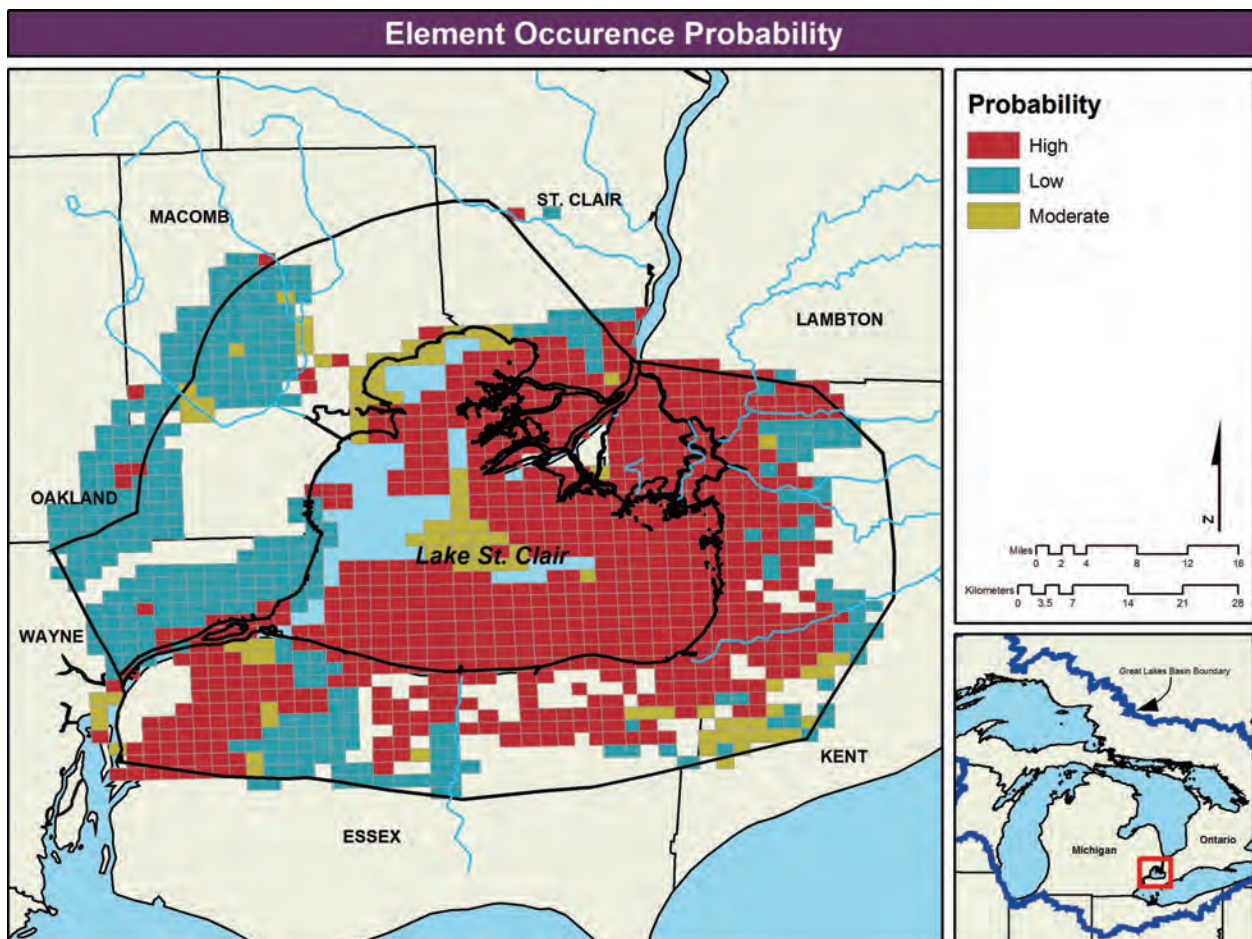 Element Occurence Probability
MACOMB
ST. CLAIR
LAMBTON
OAKLAND
Lake St. Clair
WAYNE
KENT
ESSEX
Probability
High
Low
Moderate
N
Miles
0 2 4 8 12 16
Kilometers
0 3.5 7 14 21 28
Great Lakes Basin Boundary
Michigan
Ontario